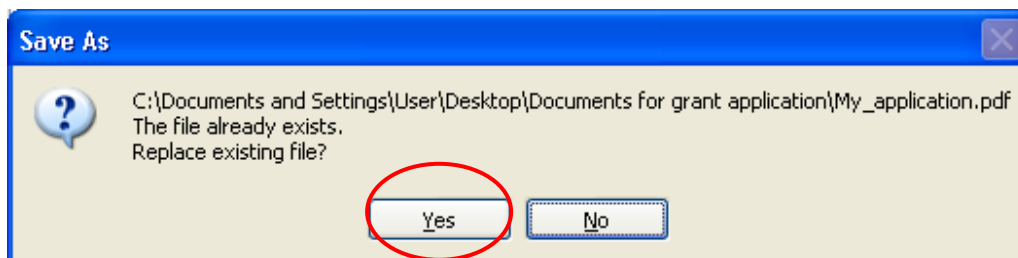 Save As
C:\Documents and Settings\User\Desktop\Documents for grant application\My_application.pdf
The file already exists.
Replace existing file?
Yes No